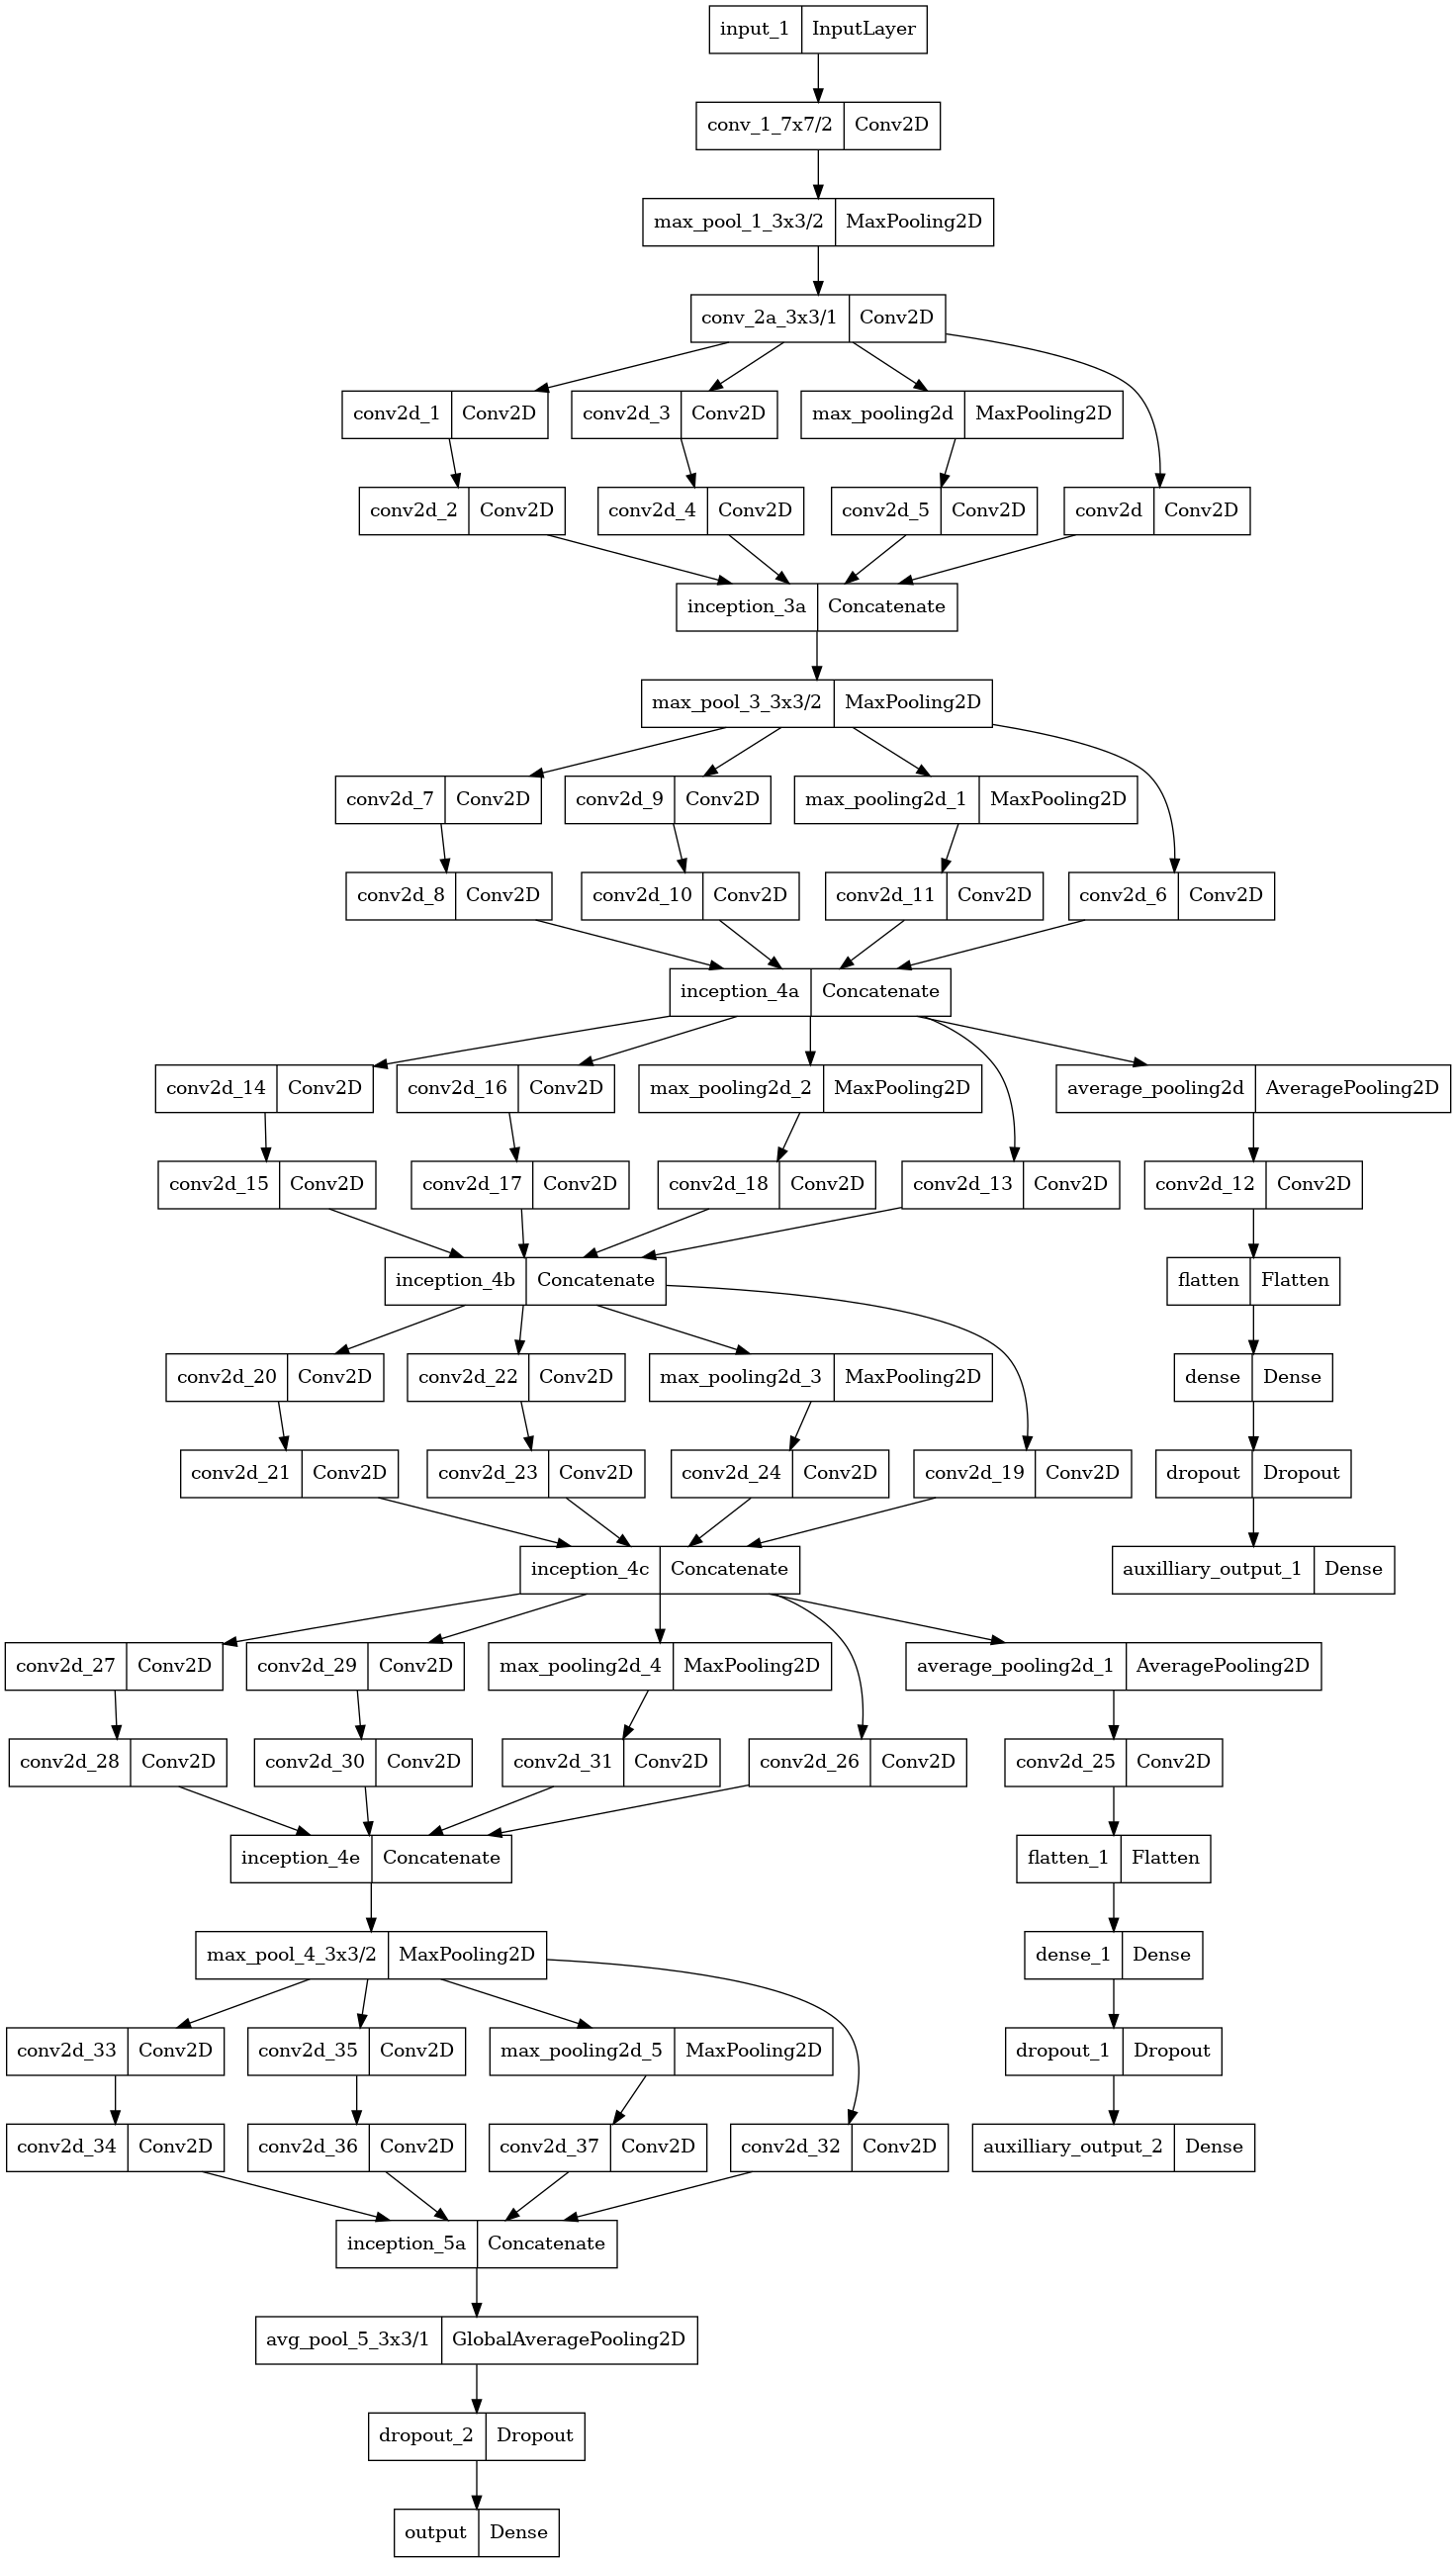 input_1 InputLayer
conv_1_7x7/2 Conv2D
max_pool_1_3x3/2 MaxPooling2D
conv_2a_3x3/1 Conv2D
conv2d_1 Conv2D conv2d_3 Conv2D max_pooling2d MaxPooling2D
conv2d_2 Conv2D conv2d_4 Conv2D conv2d_5 Conv2D conv2d Conv2D
inception_3a Concatenate
max_pool_3_3x3/2 MaxPooling2D
conv2d_7 Conv2D conv2d_9 Conv2D max_pooling2d_1 MaxPooling2D
conv2d_8 Conv2D conv2d_10 Conv2D conv2d_11 Conv2D conv2d_6 Conv2D
inception_4a Concatenate
conv2d_14 Conv2D conv2d_16 Conv2D max_pooling2d_2 MaxPooling2D average_pooling2d AveragePooling2D
conv2d_15 Conv2D conv2d_17 Conv2D conv2d_18 Conv2D conv2d_13 Conv2D conv2d_12 Conv2D
inception_4b Concatenate flatten Flatten
conv2d_20 Conv2D conv2d_22 Conv2D max_pooling2d_3 MaxPooling2D dense Dense
conv2d_21 Conv2D conv2d_23 Conv2D conv2d_24 Conv2D conv2d_19 Conv2D dropout Dropout
inception_4c Concatenate auxilliary_output_1 Dense
conv2d_27 Conv2D conv2d_29 Conv2D max_pooling2d_4 MaxPooling2D average_pooling2d_1 AveragePooling2D
conv2d_28 Conv2D conv2d_30 Conv2D conv2d_31 Conv2D conv2d_26 Conv2D conv2d_25 Conv2D
inception_4e Concatenate flatten_1 Flatten
max_pool_4_3x3/2 MaxPooling2D dense_1 Dense
conv2d_33 Conv2D conv2d_35 Conv2D max_pooling2d_5 MaxPooling2D dropout_1 Dropout
conv2d_34 Conv2D conv2d_36 Conv2D conv2d_37 Conv2D conv2d_32 Conv2D auxilliary_output_2 Dense
inception_5a Concatenate
avg_pool_5_3x3/1 GlobalAveragePooling2D
dropout_2 Dropout
output Dense